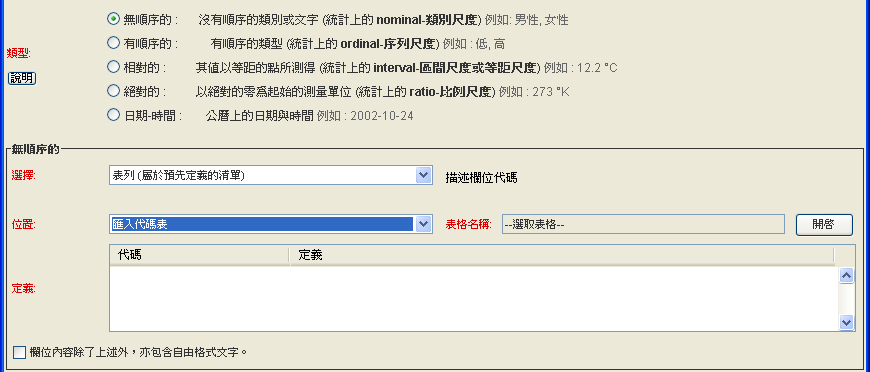 無順序的 : 沒有順序的類別或文字 (統計上的 nominal-類別尺度) 例如: 男性, 女性
有順序的 : 有順序的類型 (統計上的 ordinal-序列尺度) 例如 : 低, 高
類型:
相對的 : 其值以等距的點所測得 (統計上的 interval-區間尺度或等距尺度) 例如 : 12.2 °C
說明
絕對的 : 以絕對的零為起始的測量單位 (統計上的 ratio-比例尺度) 例如 : 273 °K
日期-時間 : 公曆上的日期與時間 例如 : 2002-10-24
無順序的
選擇: 表列 (屬於預先定義的清單) 描述欄位代碼
位置: 匯入代碼表 表格名稱: --選取表格-- 開啓
代碼 定義
定義:
欄位內容除了上述外，亦包含自由格式文字。